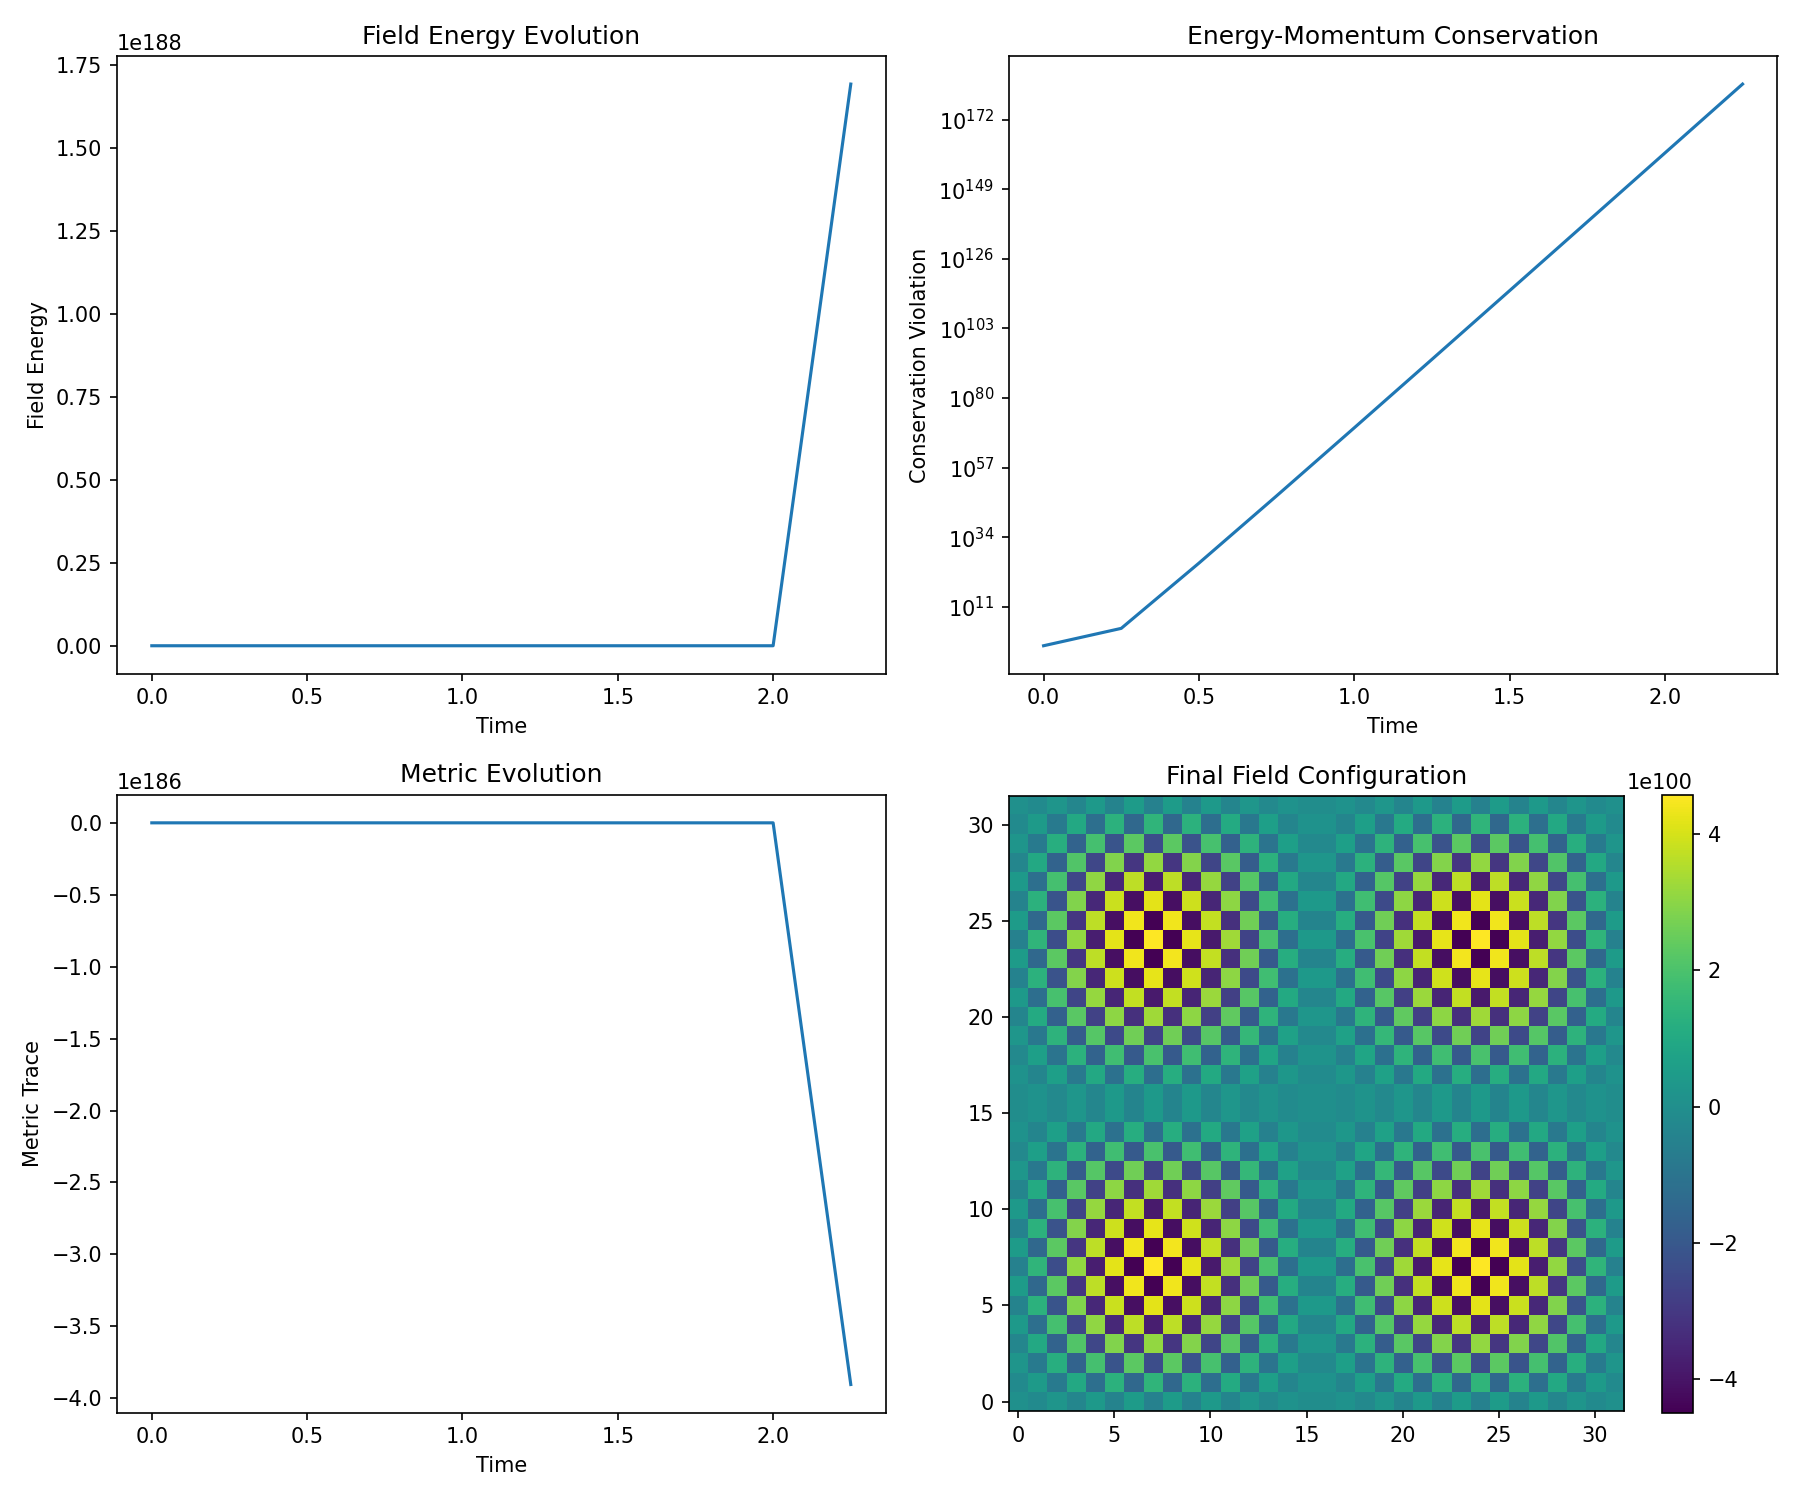 Field Energy Evolution
1e188
1.75
1.50
1.25
1.00
0.75
0.50
0.25
0.00
Field Energy
0.0 0.5 1.0 1.5 2.0
Time
Energy-Momentum Conservation
10^172
10^149
10^126
10^103
10^80
10^57
10^34
10^11
Conservation Violation
0.0 0.5 1.0 1.5 2.0
Time
Metric Evolution
1e186
0.0
−0.5
−1.0
−1.5
−2.0
−2.5
−3.0
−3.5
−4.0
Metric Trace
0.0 0.5 1.0 1.5 2.0
Time
Final Field Configuration
30
25
20
15
10
5
0
0 5 10 15 20 25 30
1e100
4
2
0
−2
−4